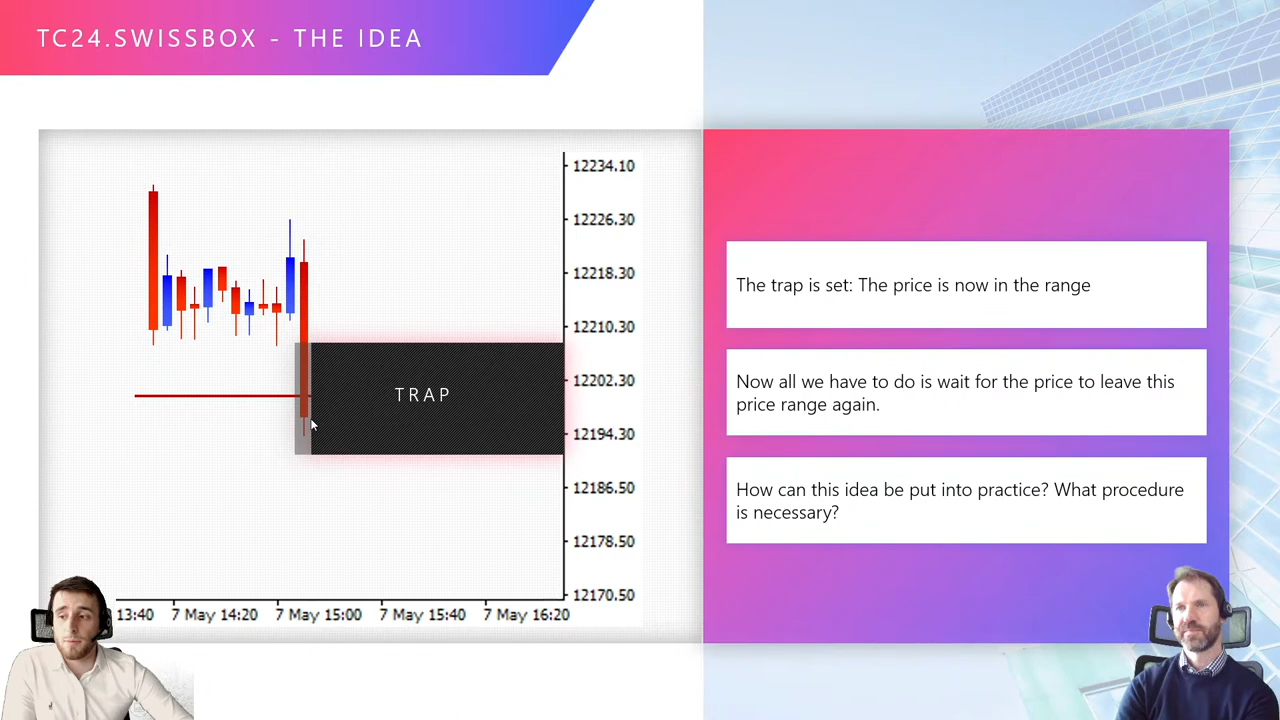 TC24.SWISSBOX - THE IDEA
12234.10
12226.30
12218.30
12210.30
12202.30
12194.30
12186.50
12178.50
12170.50
TRAP
13:40 7 May 14:20 7 May 15:00 7 May 15:40 7 May 16:20
The trap is set: The price is now in the range
Now all we have to do is wait for the price to leave this
price range again.
How can this idea be put into practice? What procedure
is necessary?